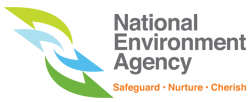 National
Environment
Agency
Safeguard • Nurture • Cherish